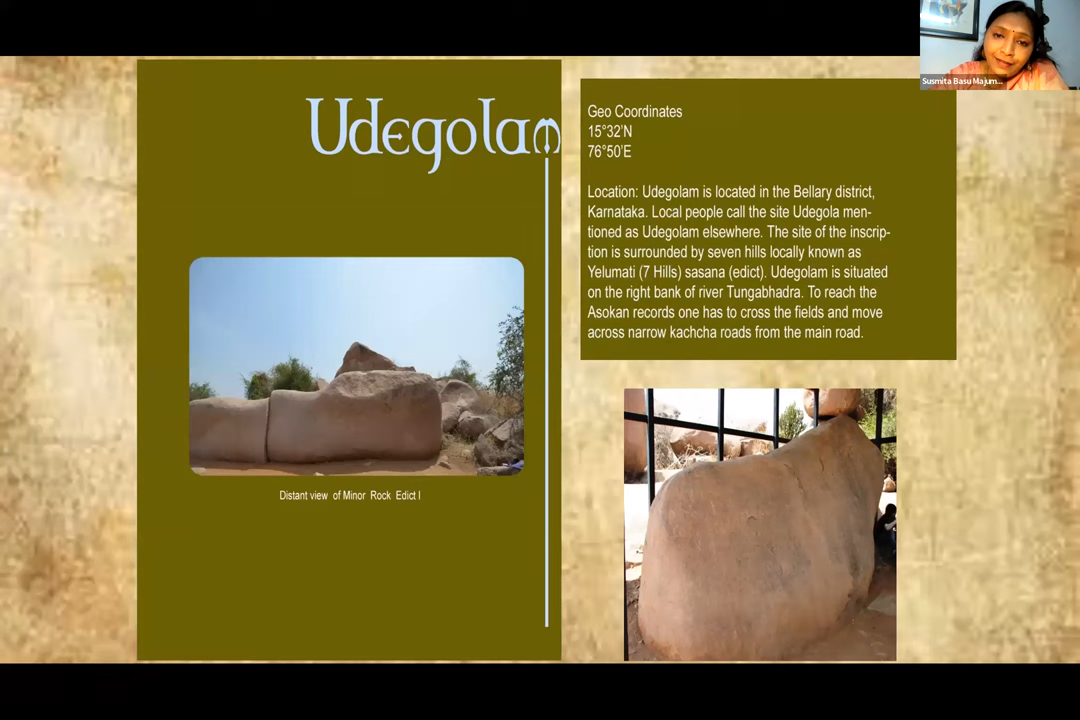 Susmita Basu Majum...
Udegolam
Geo Coordinates
15°32'N
76°50'E
Location: Udegolam is located in the Bellary district,
Karnataka. Local people call the site Udegola men-
tioned as Udegolam elsewhere. The site of the inscrip-
tion is surrounded by seven hills locally known as
Yelumati (7 Hills) sasana (edict). Udegolam is situated
on the right bank of river Tungabhadra. To reach the
Asokan records one has to cross the fields and move
across narrow kachcha roads from the main road.
Distant view of Minor Rock Edict I